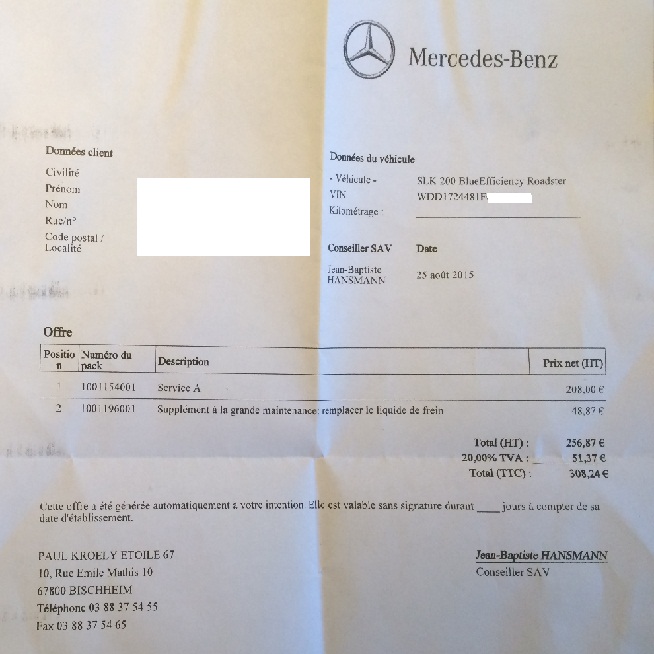 Mercedes-Benz
Données client
Civilité
Prénom
Nom
Rue/n°
Code postal /
Localité
Données du véhicule
- Véhicule - SLK 200 BlueEfficiency Roadster
VIN WDD1724481F
Kilométrage :
Conseiller SAV Date
Jean-Baptiste
HANSMANN 25 août 2015
Offre
Positio
n Numéro du
pack Description Prix net (HT)
1 1001154001 Service A 208,00 €
2 1001196001 Supplément à la grande maintenance: remplacer le liquide de frein 48,87 €
Total (HT) : 256,87 €
20,00% TVA : 51,37 €
Total (TTC) : 308,24 €
Cette offre a été générée automatiquement à votre intention. Elle est valable sans signature durant ____ jours à compter de sa
date d'établissement.
PAUL KROELY ETOILE 67
10, Rue Emile Mathis 10
67800 BISCHHEIM
Téléphone 03 88 37 54 55
Fax 03 88 37 54 65
Jean-Baptiste HANSMANN
Conseiller SAV